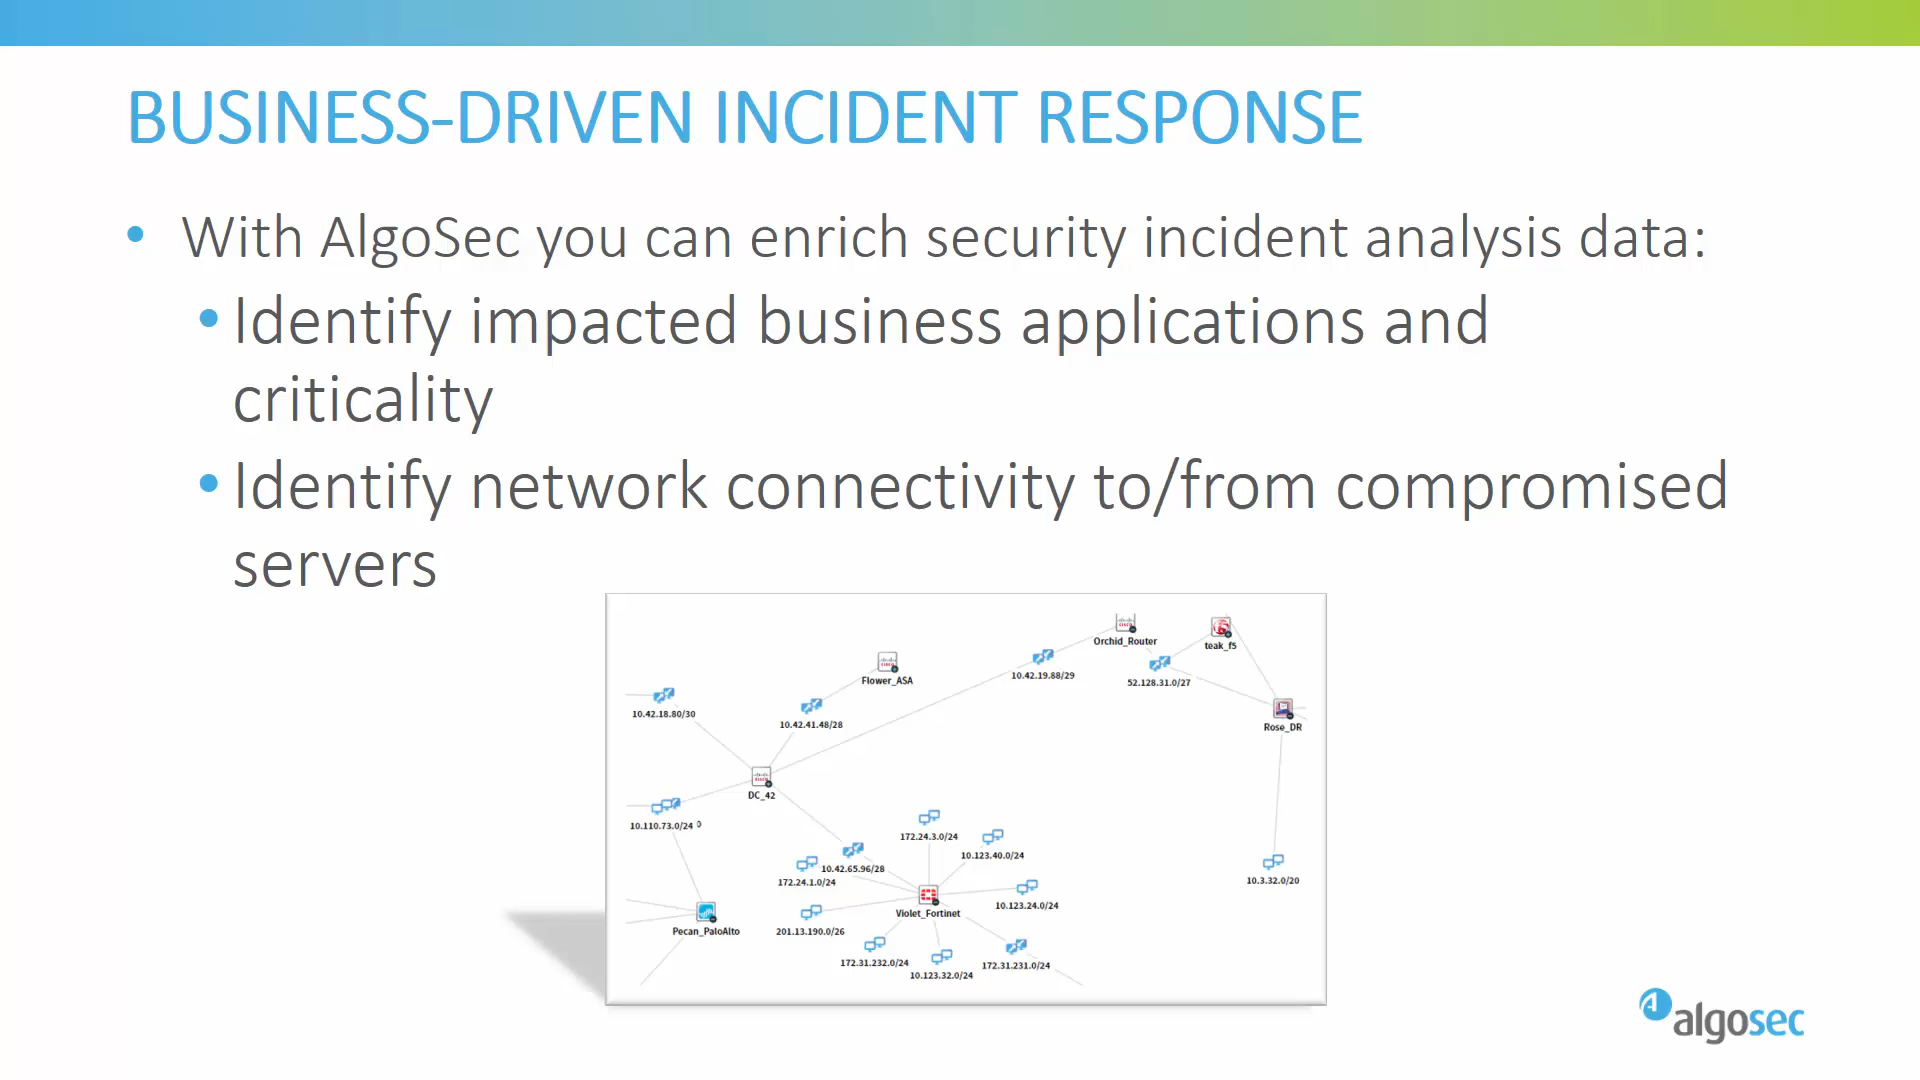 BUSINESS-DRIVEN INCIDENT RESPONSE
• With AlgoSec you can enrich security incident analysis data:
• Identify impacted business applications and
criticality
• Identify network connectivity to/from compromised
servers
Orchid_Router
teak_f5
Flower_ASA
10.42.19.88/29
52.128.31.0/27
10.42.18.80/30
10.42.41.48/28
Rose_DR
DC_42
10.110.73.0/24 0
172.24.3.0/24
10.123.40.0/24
10.42.65.96/28
172.24.1.0/24
10.3.32.0/20
10.123.24.0/24
Violet_Fortinet
Pecan_PaloAlto
201.13.190.0/26
172.31.232.0/24
10.123.32.0/24
172.31.231.0/24
algosec